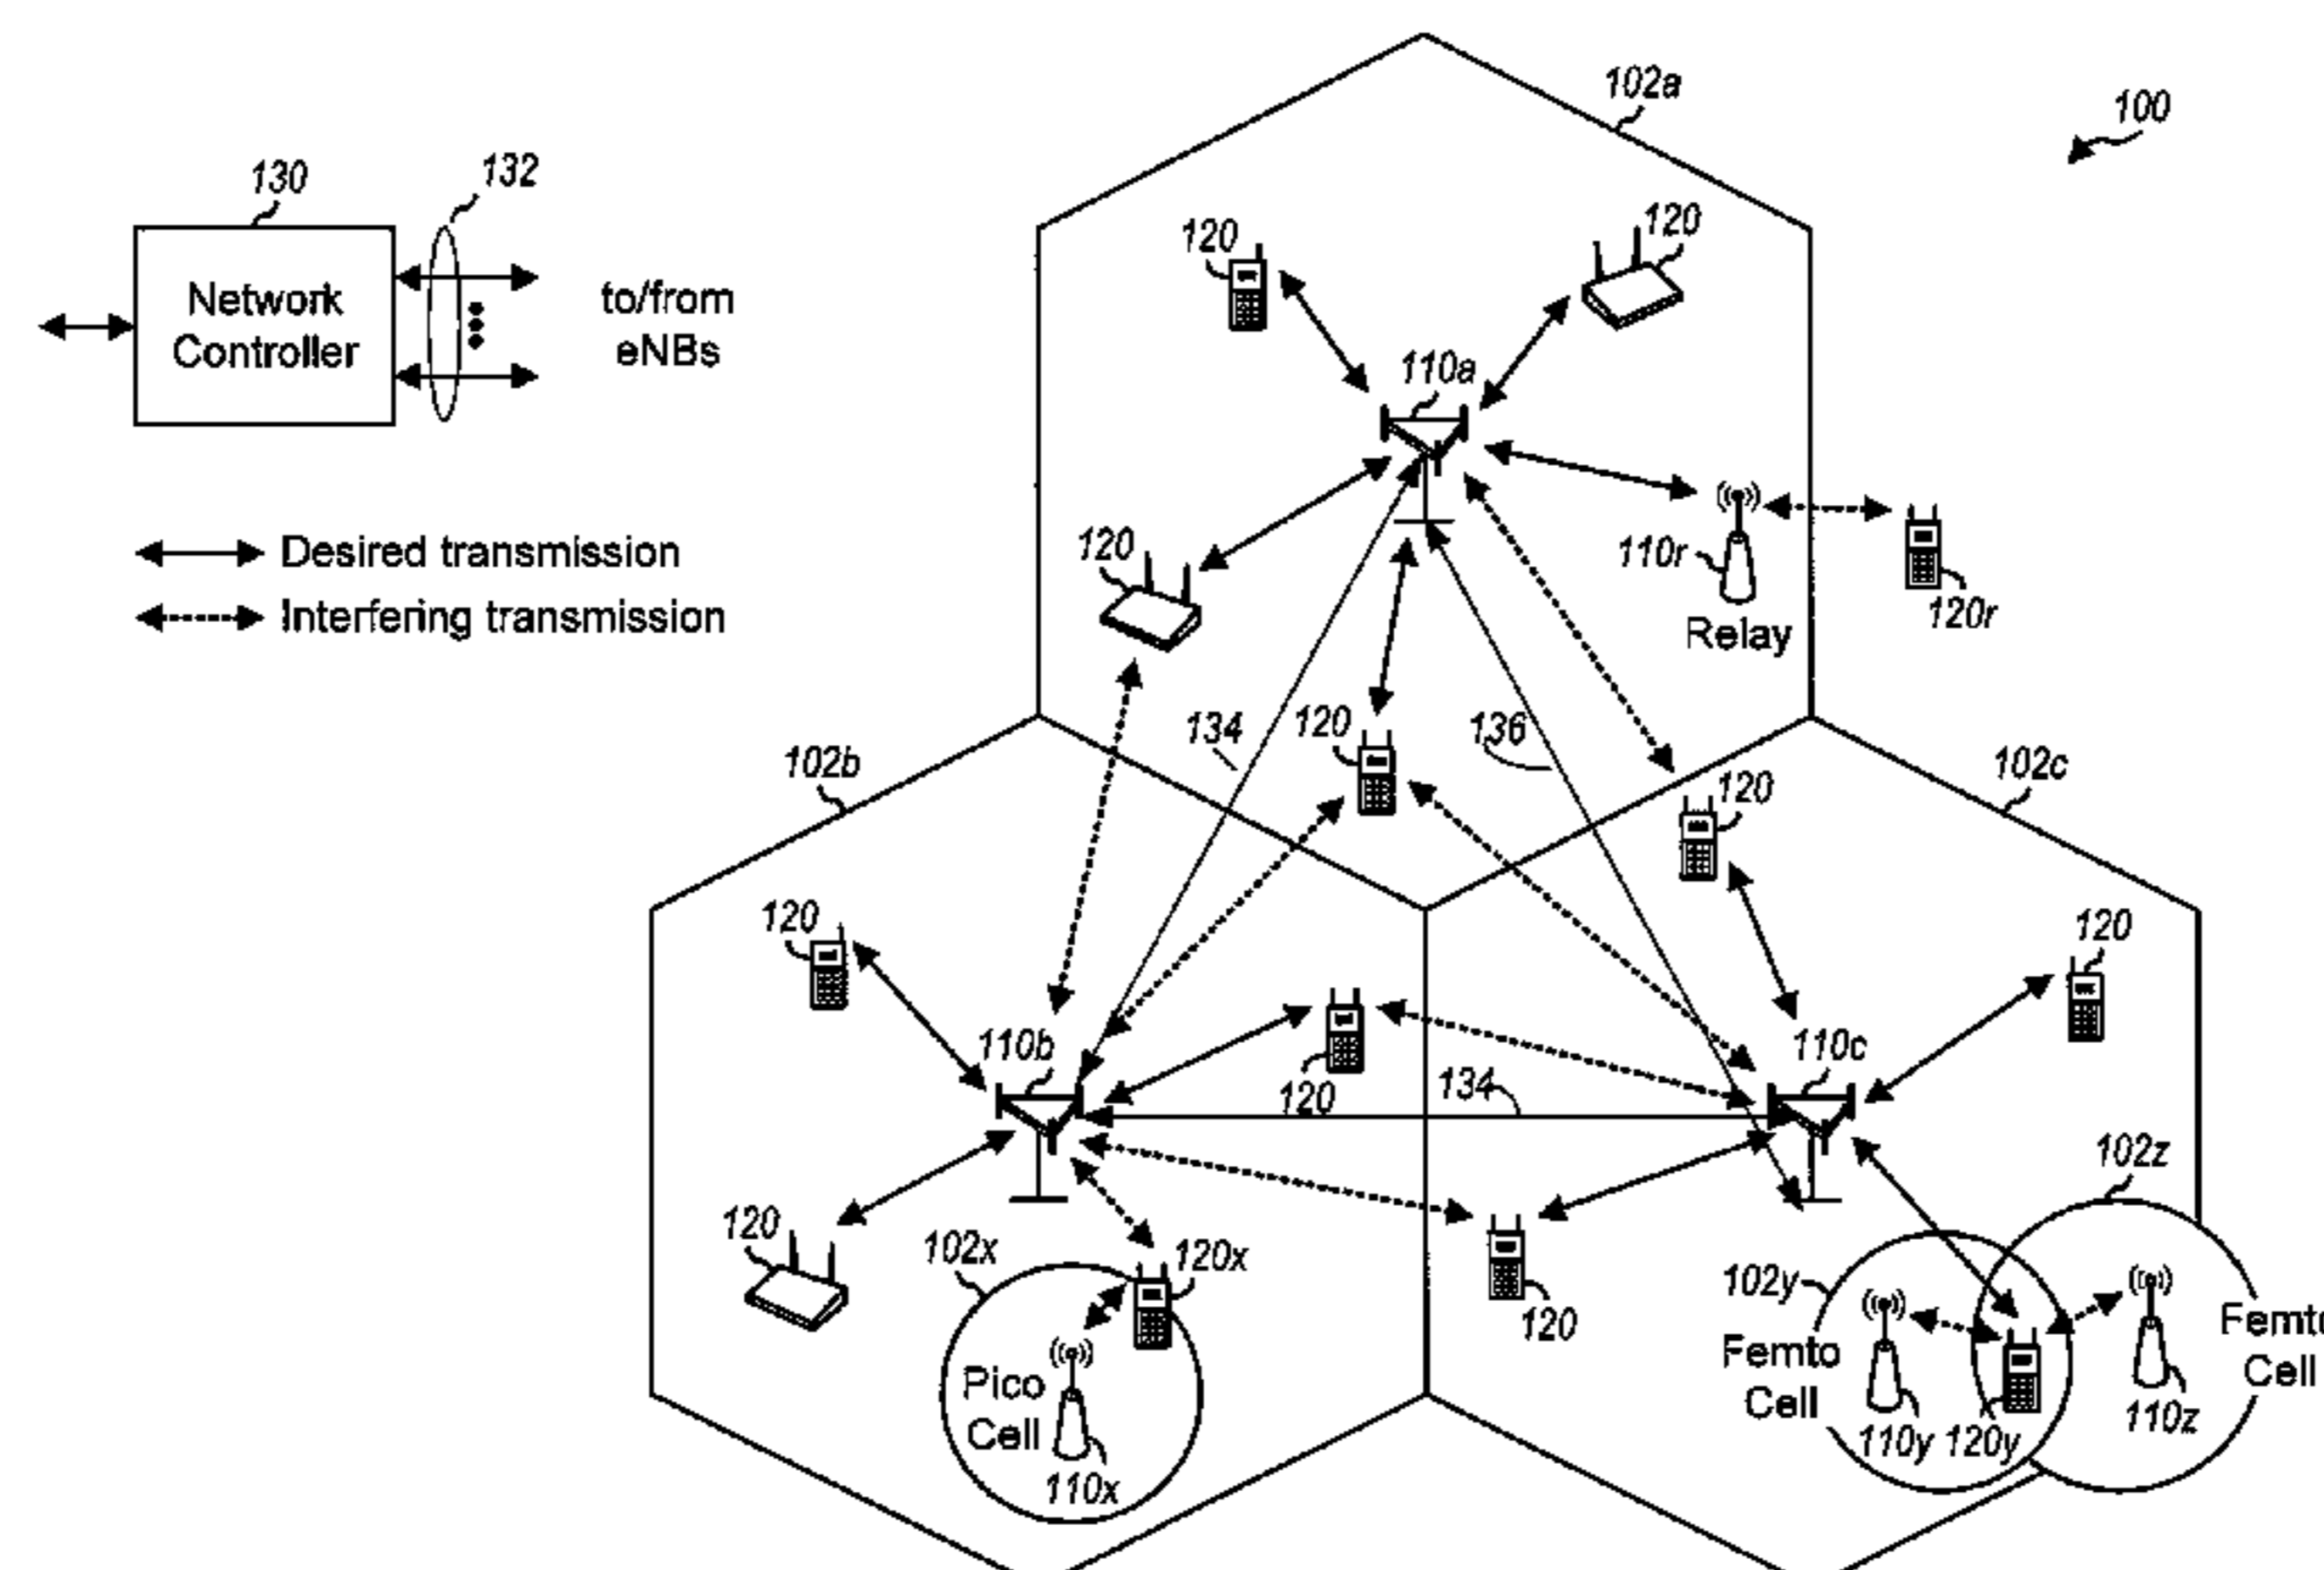 102a
100
130
132
Network
Controller
to/from
eNBs
120
120
110a
Desired transmission
Interfering transmission
120
110r
Relay
120r
134
120
136
102b
102c
120
120
120
110b
120
134
110c
102z
120
102x
120x
102y
120
Pico
Cell
110x
Femto
Cell
110y
120y
110z
Cell